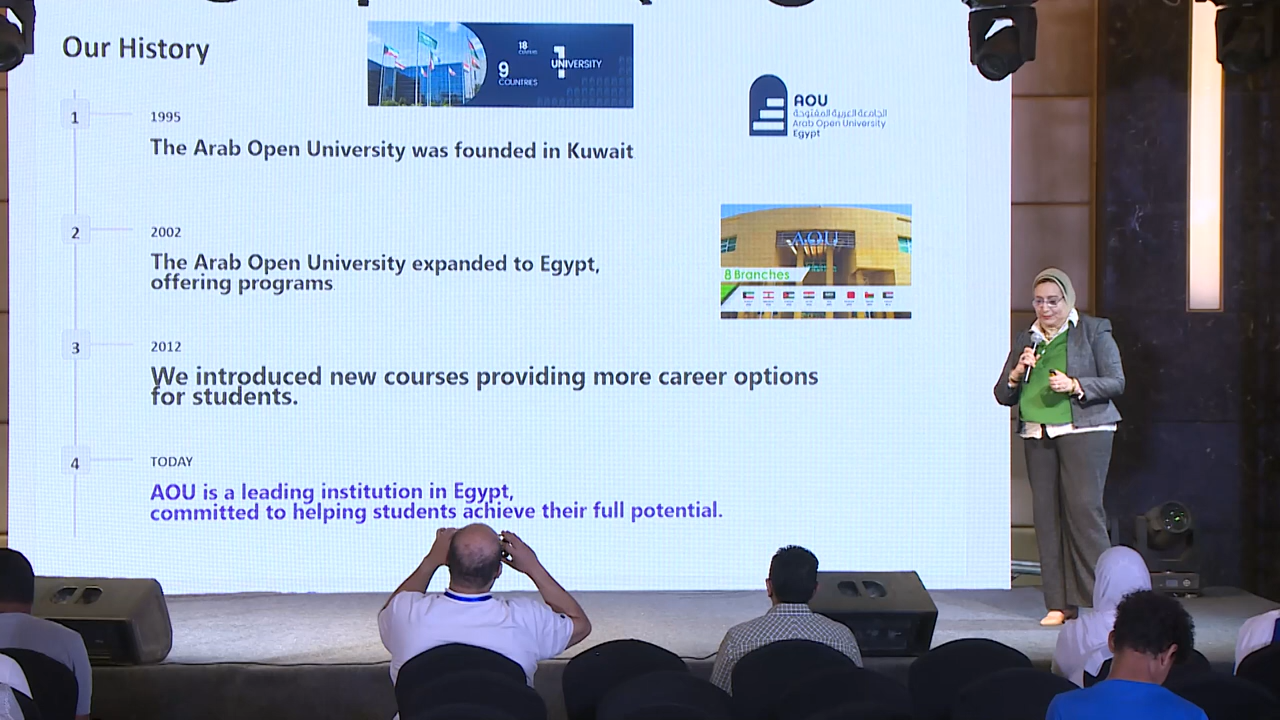 Our History
18
9
COUNTRIES
1
UNIVERSITY
1
1995
The Arab Open University was founded in Kuwait
AOU
الجامعة العربية المفتوحة
Arab Open University
Egypt
2
2002
The Arab Open University expanded to Egypt,
offering programs
AOU
8 Branches
3
2012
We introduced new courses providing more career options
for students.
4
TODAY
AOU is a leading institution in Egypt,
committed to helping students achieve their full potential.